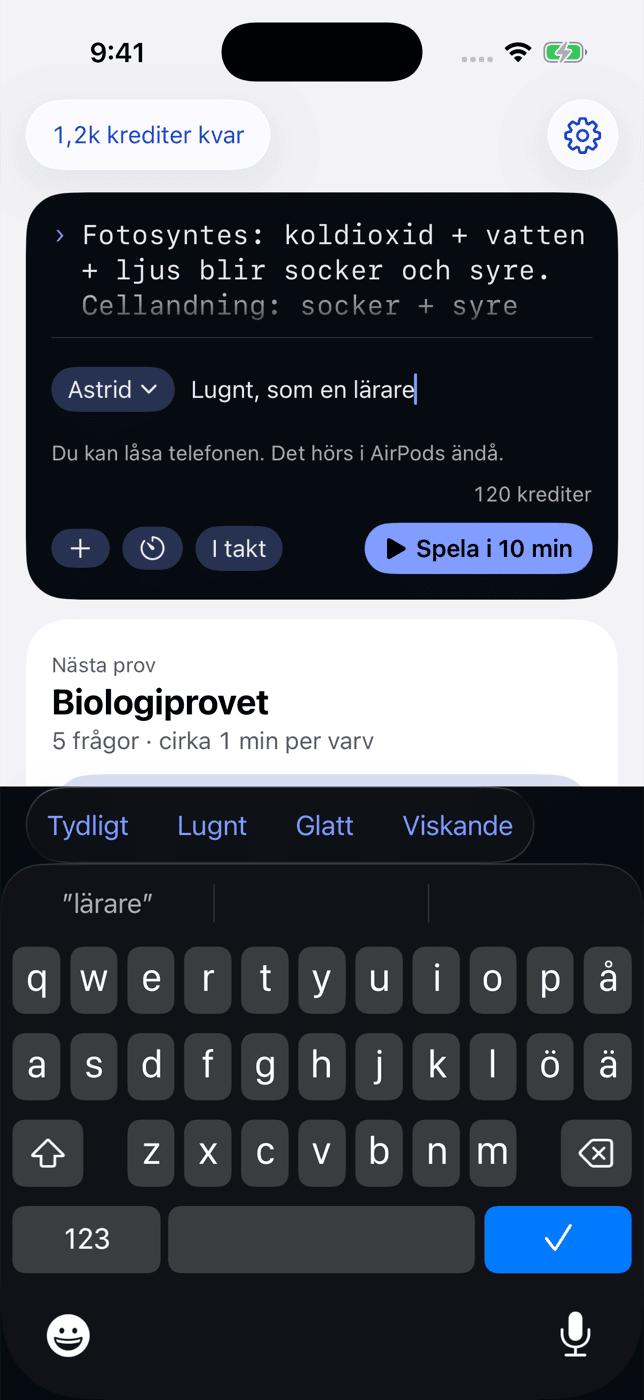 9:41
1,2k krediter kvar
› Fotosyntes: koldioxid + vatten
+ ljus blir socker och syre.
Cellandning: socker + syre
Astrid
Lugnt, som en lärare
Du kan låsa telefonen. Det hörs i AirPods ändå.
120 krediter
I takt
Spela i 10 min
Nästa prov
Biologiprovet
5 frågor · cirka 1 min per varv
Tydligt Lugnt Glatt Viskande
”lärare”
q w e r t y u i o p å
a s d f g h j k l ö ä
z x c v b n m
123